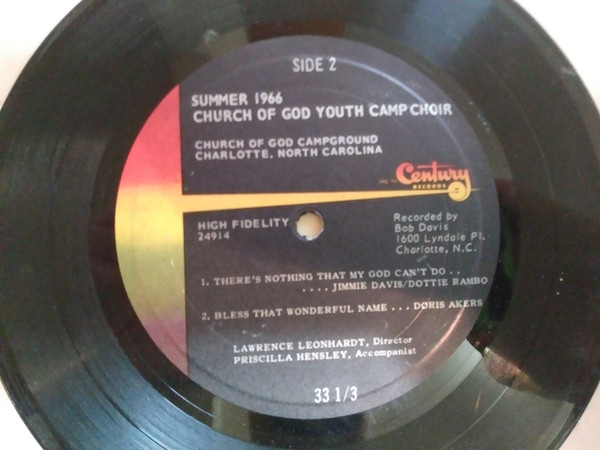 SIDE 2
SUMMER 1966
CHURCH OF GOD YOUTH CAMP CHOIR
CHURCH OF GOD CAMPGROUND
CHARLOTTE, NORTH CAROLINA
Century
RECORDS
HIGH FIDELITY
24914
Recorded by
Bob Davis
1600 Lyndale Pl.
Charlotte, N.C.
1. THERE'S NOTHING THAT MY GOD CAN'T DO . .
. . . . JIMMIE DAVIS/DOTTIE RAMBO
2. BLESS THAT WONDERFUL NAME . . . DORIS AKERS
LAWRENCE LEONHARDT, Director
PRISCILLA HENSLEY, Accompanist
33 1/3